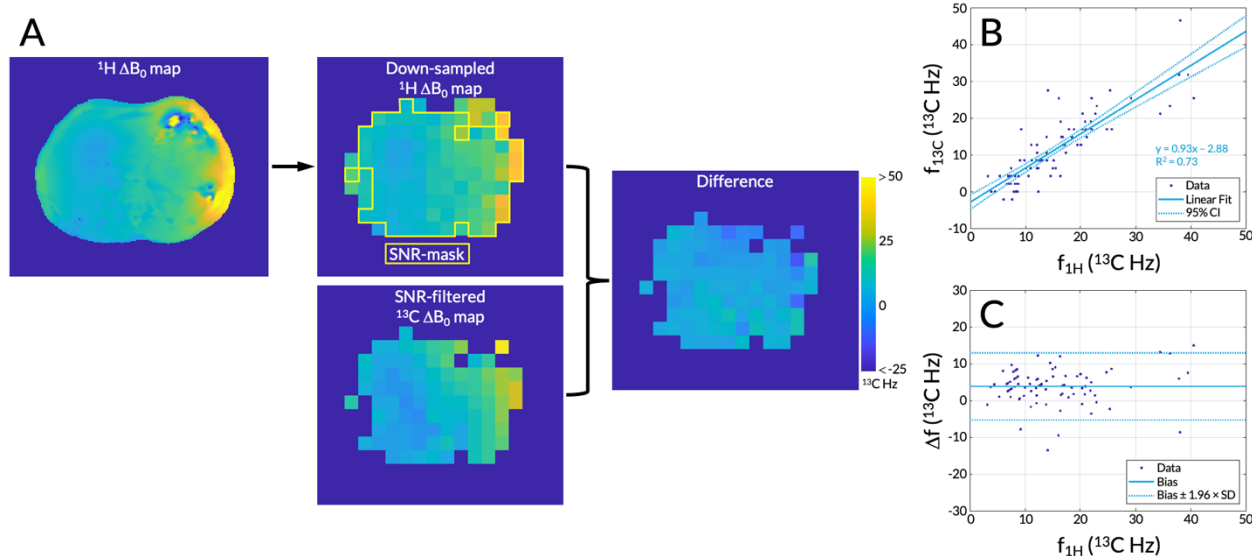 A
¹H ΔB₀ map
Down-sampled
¹H ΔB₀ map
SNR-mask
SNR-filtered
¹³C ΔB₀ map
Difference
> 50
25
0
< -25
¹³C Hz
B
50
40
30
20
10
0
-10
f₁₃C (¹³C Hz)
y = 0.93x – 2.88
R² = 0.73
Data
Linear Fit
95% CI
0 10 20 30 40 50
f₁H (¹³C Hz)
C
30
20
10
0
-10
-20
-30
Δf (¹³C Hz)
Data
Bias
Bias ± 1.96 × SD
0 10 20 30 40 50
f₁H (¹³C Hz)